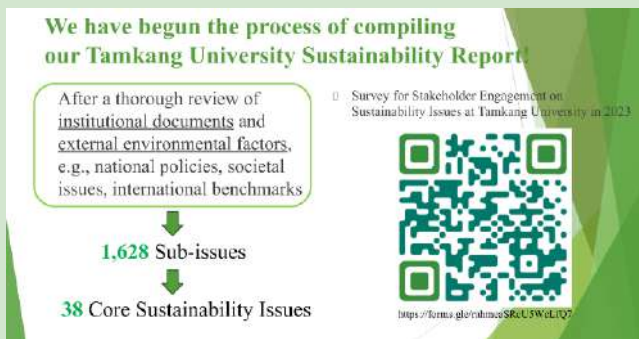 We have begun the process of compiling
our Tamkang University Sustainability Report!
After a thorough review of
institutional documents and
external environmental factors,
e.g., national policies, societal
issues, international benchmarks
1,628 Sub-issues
38 Core Sustainability Issues
Survey for Stakeholder Engagement on
Sustainability Issues at Tamkang University in 2023